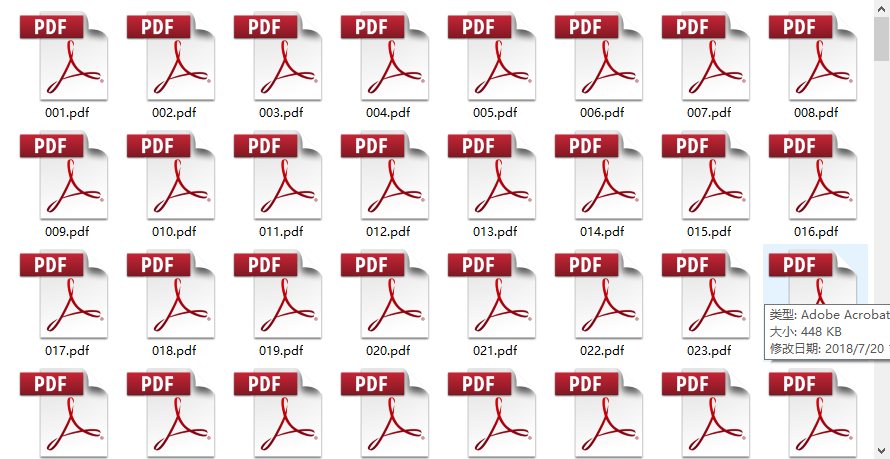 PDF PDF PDF PDF PDF PDF PDF PDF
001.pdf 002.pdf 003.pdf 004.pdf 005.pdf 006.pdf 007.pdf 008.pdf
PDF PDF PDF PDF PDF PDF PDF PDF
009.pdf 010.pdf 011.pdf 012.pdf 013.pdf 014.pdf 015.pdf 016.pdf
PDF PDF PDF PDF PDF PDF PDF PDF
017.pdf 018.pdf 019.pdf 020.pdf 021.pdf 022.pdf 023.pdf
类型: Adobe Acrobat
大小: 448 KB
修改日期: 2018/7/20
PDF PDF PDF PDF PDF PDF PDF PDF